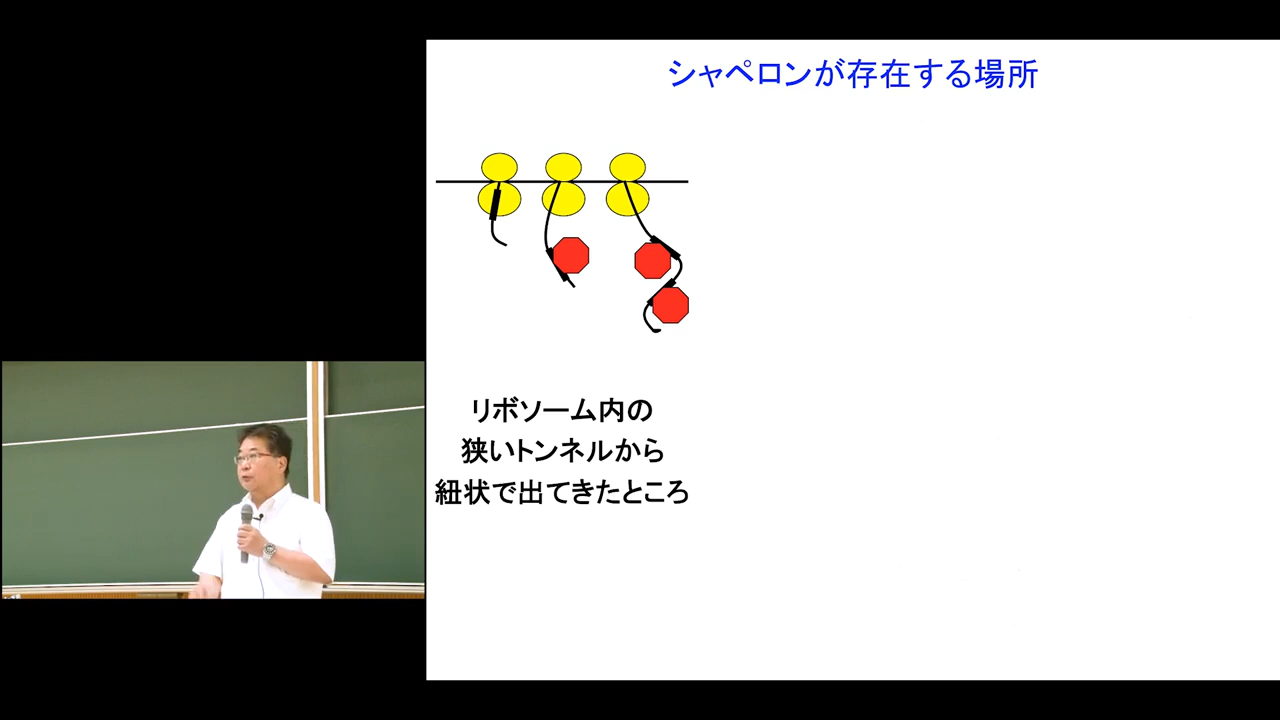 シャペロンが存在する場所
リボソーム内の
狭いトンネルから
紐状で出てきたところ